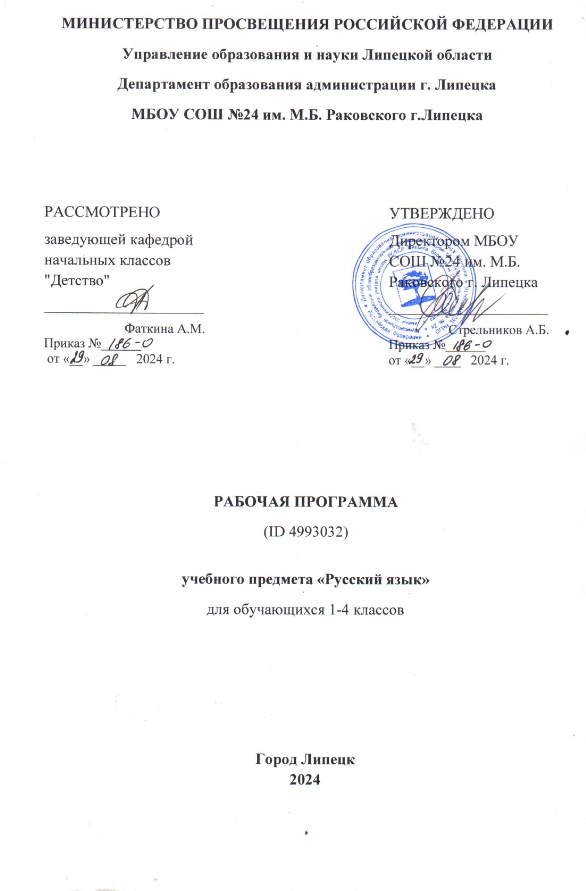 МИНИСТЕРСТВО ПРОСВЕЩЕНИЯ РОССИЙСКОЙ ФЕДЕРАЦИИ
Управление образования и науки Липецкой области
Департамент образования администрации г. Липецка
МБОУ СОШ №24 им. М.Б. Раковского г.Липецка
РАССМОТРЕНО
заведующей кафедрой
начальных классов
"Детство"
Фаткина А.М.
Приказ № 186-О
от «29» 08 2024 г.
УТВЕРЖДЕНО
Директором МБОУ
СОШ №24 им. М.Б.
Раковского г. Липецка
Стрельников А.Б.
Приказ № 186-О
от «29» 08 2024 г.
РАБОЧАЯ ПРОГРАММА
(ID 4993032)
учебного предмета «Русский язык»
для обучающихся 1-4 классов
Город Липецк
2024